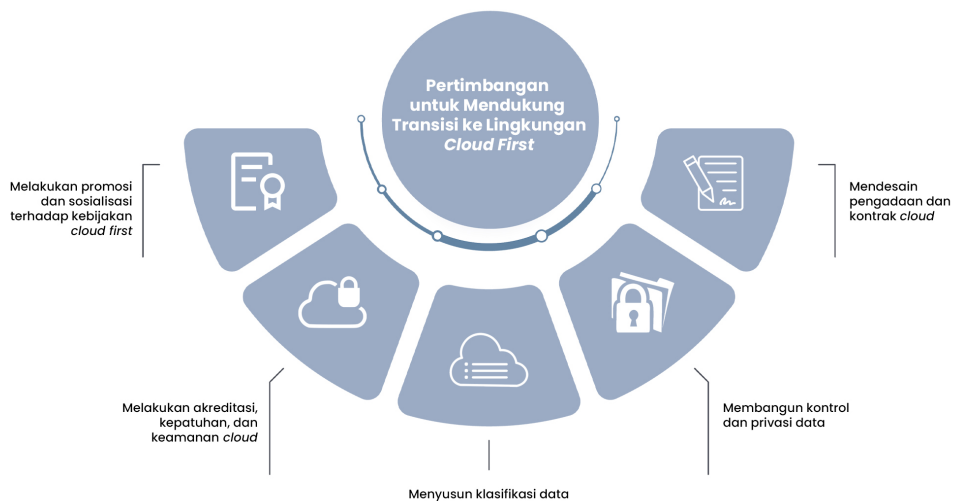 Pertimbangan
untuk Mendukung
Transisi ke Lingkungan
Cloud First
Melakukan promosi
dan sosialisasi
terhadap kebijakan
cloud first
Melakukan akreditasi,
kepatuhan, dan
keamanan cloud
Menyusun klasifikasi data
Membangun kontrol
dan privasi data
Mendesain
pengadaan dan
kontrak cloud